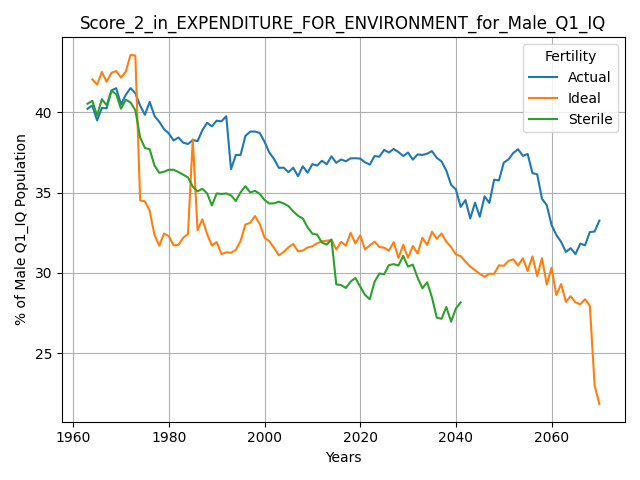 Score_2_in_EXPENDITURE_FOR_ENVIRONMENT_for_Male_Q1_IQ
Fertility
Actual
Ideal
Sterile
% of Male Q1_IQ Population
40
35
30
25
1960
1980
2000
2020
2040
2060
Years